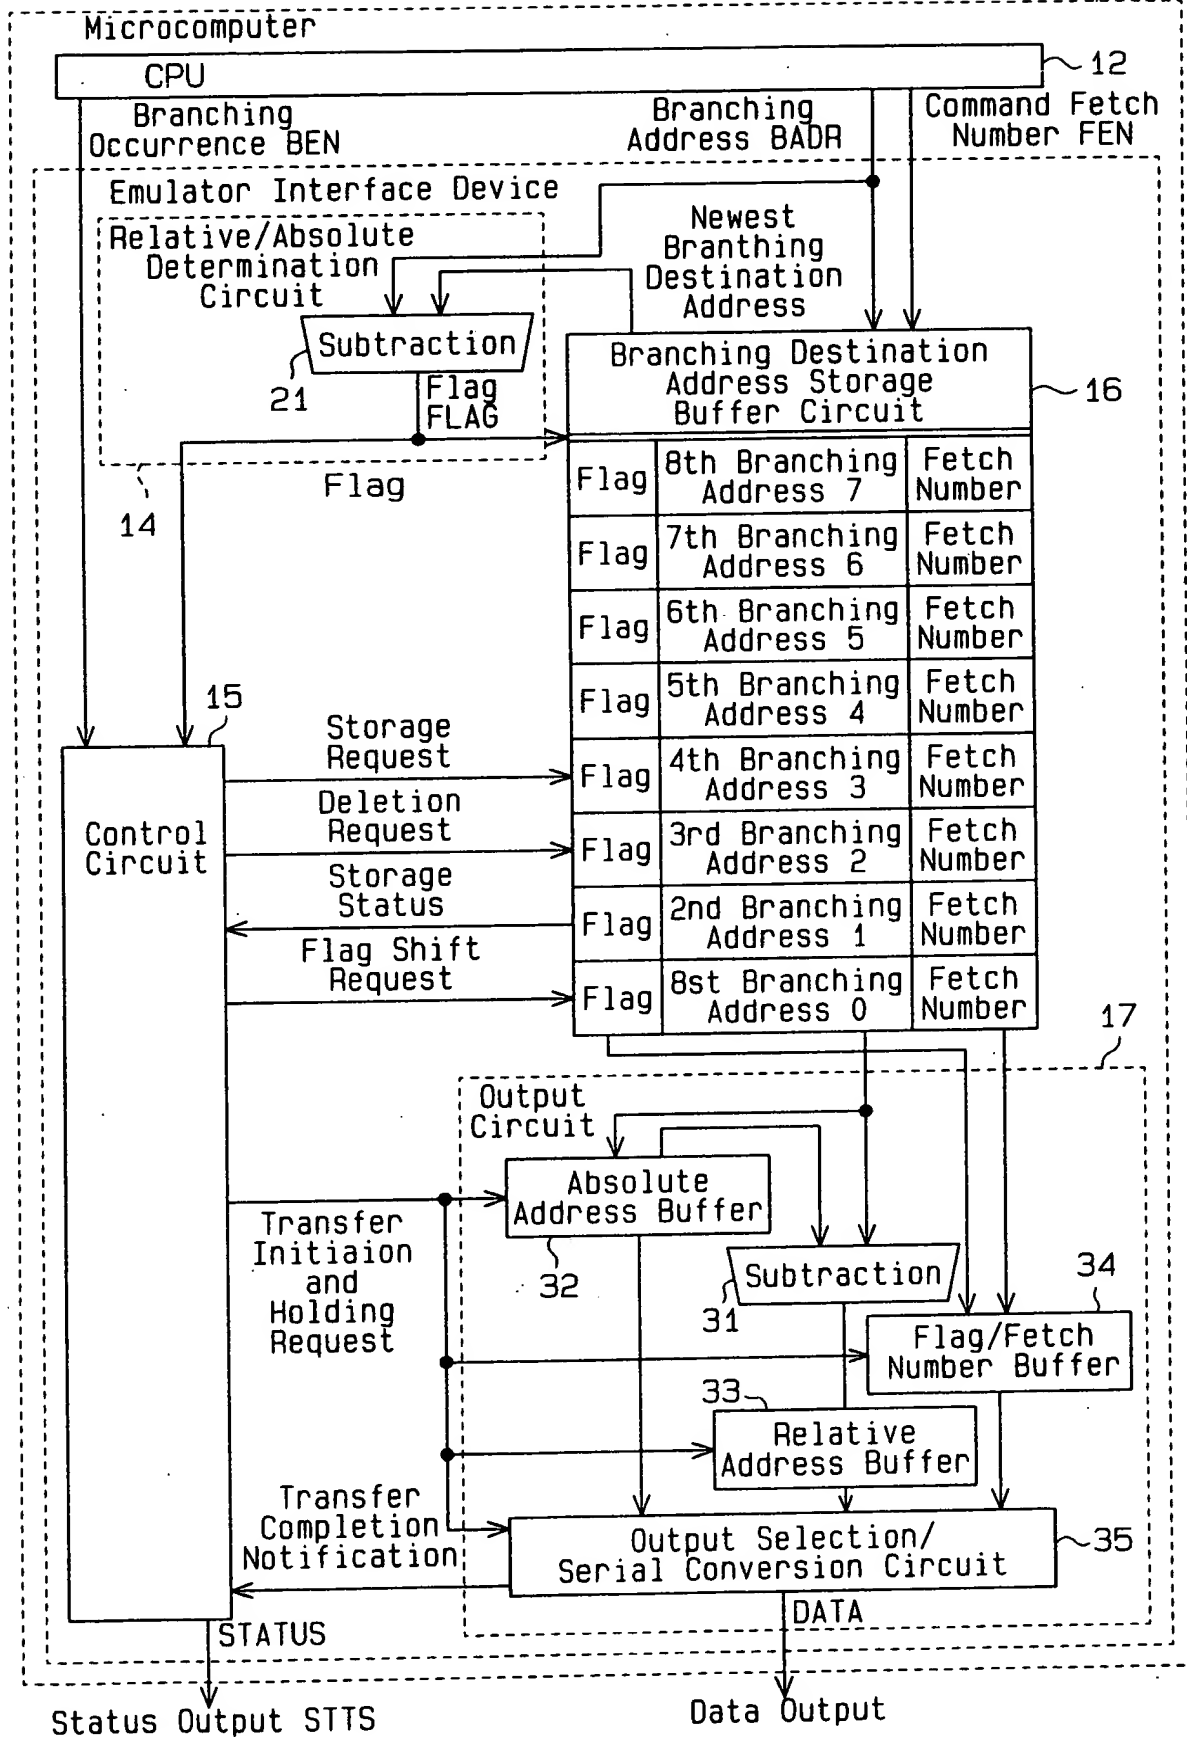 Microcomputer
CPU
12
Branching
Occurrence BEN
Branching
Address BADR
Command Fetch
Number FEN
Emulator Interface Device
Relative/Absolute
Determination
Circuit
Newest
Branthing
Destination
Address
Subtraction
21
Flag
FLAG
Branching Destination
Address Storage
Buffer Circuit
16
Flag
14
Flag
8th Branching
Address 7
Fetch
Number
Flag
7th Branching
Address 6
Fetch
Number
Flag
6th Branching
Address 5
Fetch
Number
Flag
5th Branching
Address 4
Fetch
Number
Flag
4th Branching
Address 3
Fetch
Number
Flag
3rd Branching
Address 2
Fetch
Number
Flag
2nd Branching
Address 1
Fetch
Number
Flag
8st Branching
Address 0
Fetch
Number
15
Control
Circuit
Storage
Request
Deletion
Request
Storage
Status
Flag Shift
Request
17
Output
Circuit
Absolute
Address Buffer
32
Transfer
Initiaion
and
Holding
Request
Subtraction
31
34
Flag/Fetch
Number Buffer
33
Relative
Address Buffer
Transfer
Completion
Notification
Output Selection/
Serial Conversion Circuit
35
DATA
STATUS
Status Output STTS
Data Output